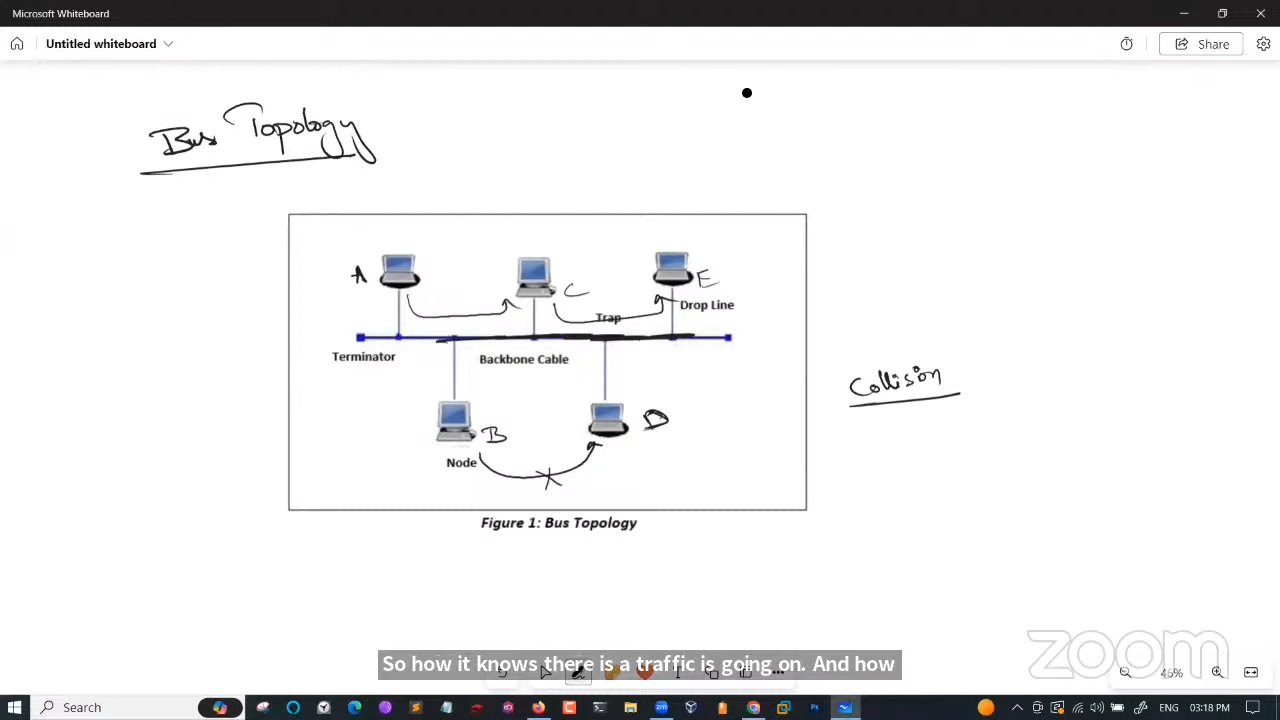 Microsoft Whiteboard
Untitled whiteboard
Share
Bus Topology
A
C
E
Drop Line
Trap
Terminator
Backbone Cable
Collision
B
D
Node
Figure 1: Bus Topology
So how it knows there is a traffic is going on. And how
zoom
46%
Search
ENG
03:18 PM